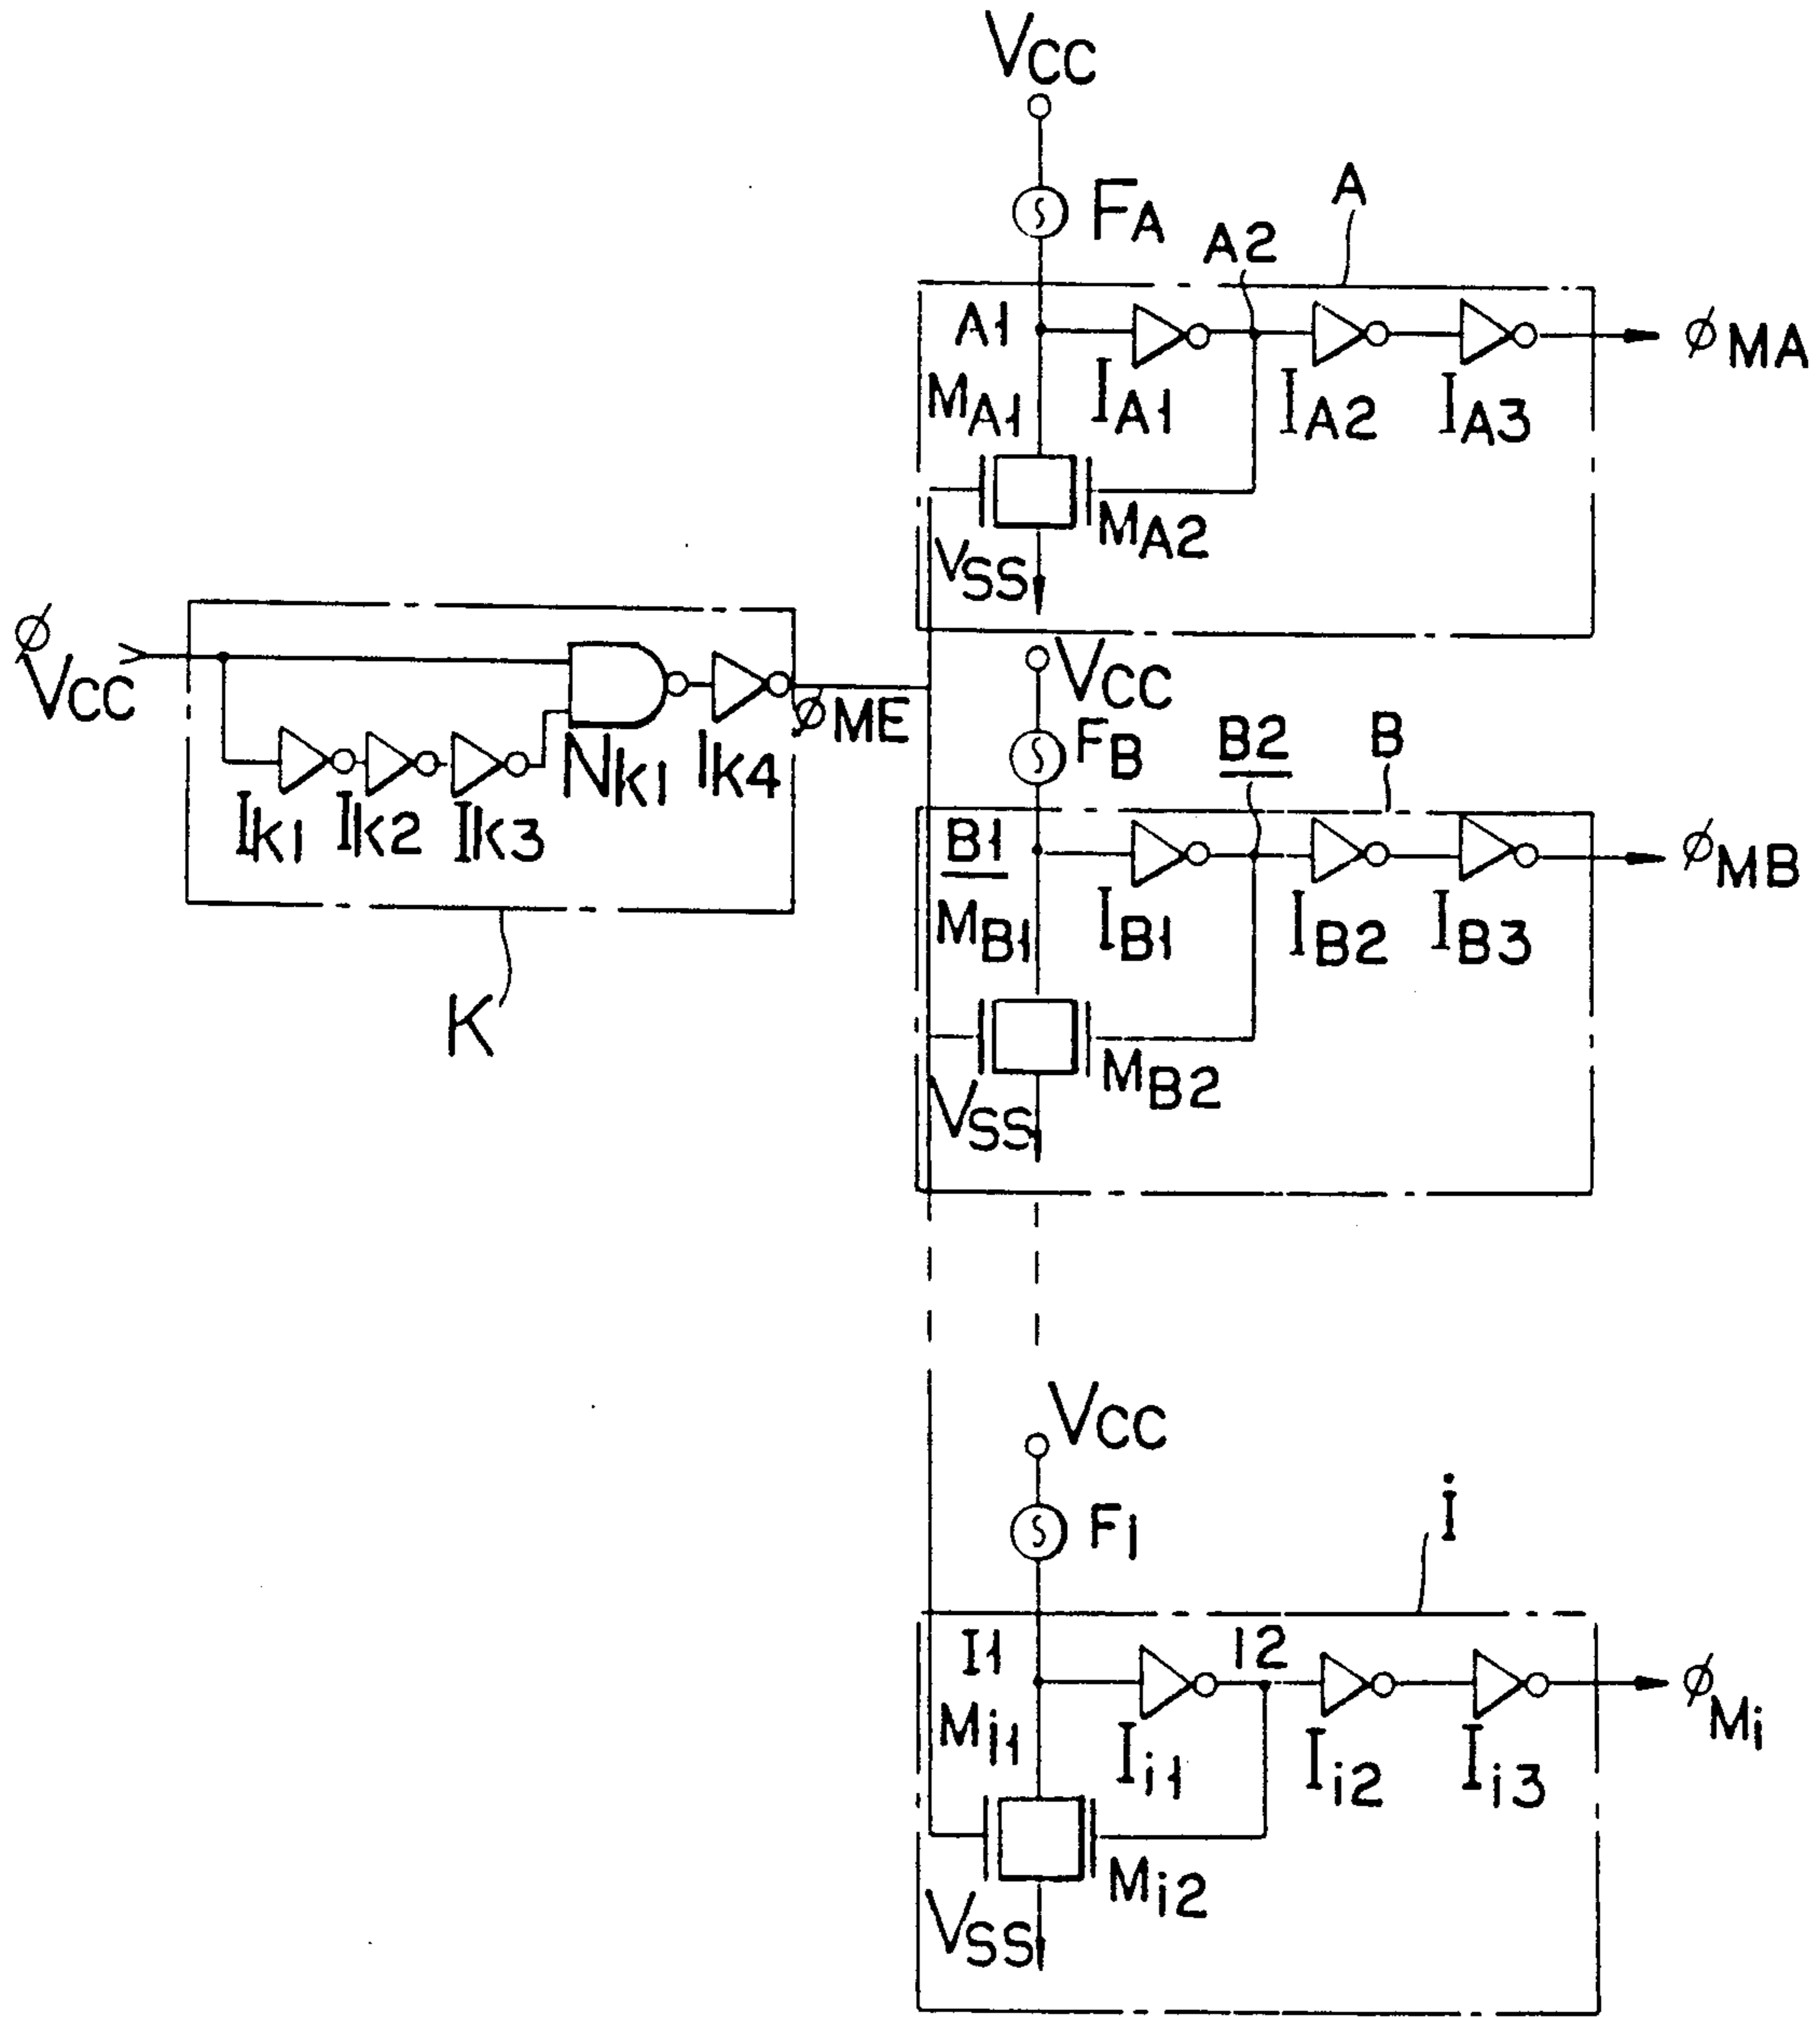 VCC
FA
A
A2
A1
ϕMA
MA1
IA1
IA2
IA3
MA2
VSS
ϕVCC
Ik1
Ik2
Ik3
Nk1
Ik4
ϕME
K
VCC
FB
B2
B
B1
ϕMB
MB1
IB1
IB2
IB3
MB2
VSS
VCC
Fi
i
I1
I2
ϕMi
Mi1
Ii1
Ii2
Ii3
Mi2
VSS